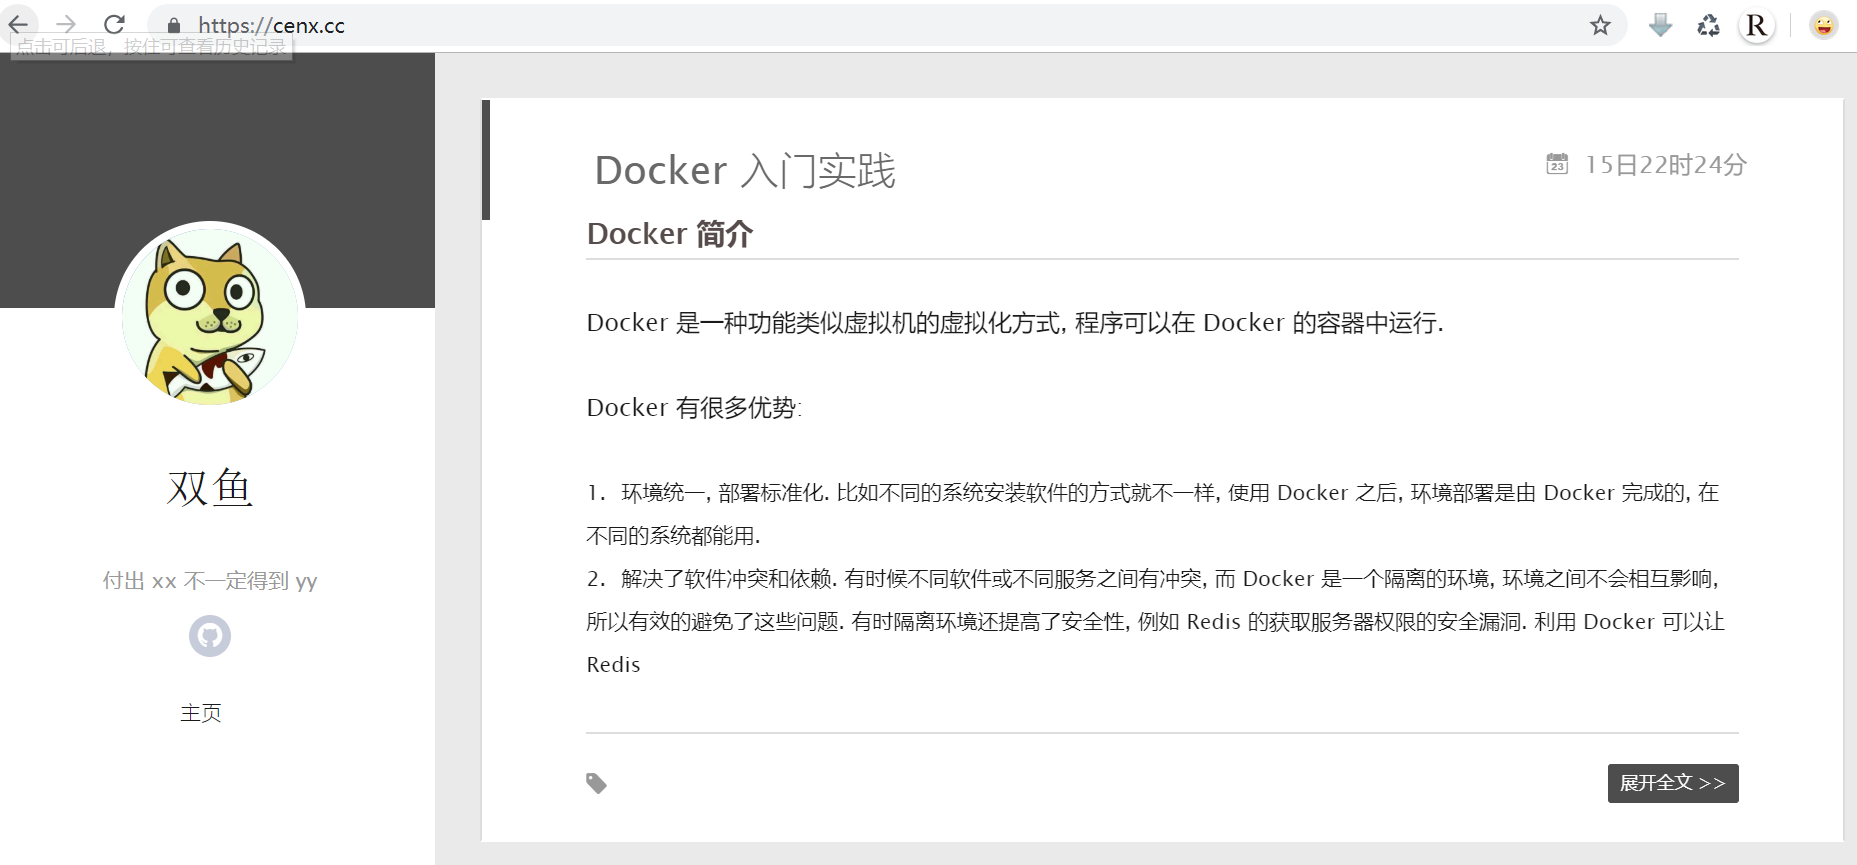 https://cenx.cc
R
点击可后退，按住可查看历史记录
Docker 入门实践
23
15日22时24分
Docker 简介
Docker 是一种功能类似虚拟机的虚拟化方式, 程序可以在 Docker 的容器中运行.
Docker 有很多优势:
1. 环境统一, 部署标准化. 比如不同的系统安装软件的方式就不一样, 使用 Docker 之后, 环境部署是由 Docker 完成的, 在
不同的系统都能用.
2. 解决了软件冲突和依赖. 有时候不同软件或不同服务之间有冲突, 而 Docker 是一个隔离的环境, 环境之间不会相互影响,
所以有效的避免了这些问题. 有时隔离环境还提高了安全性, 例如 Redis 的获取服务器权限的安全漏洞. 利用 Docker 可以让
Redis
展开全文 >>
双鱼
付出 xx 不一定得到 yy
主页